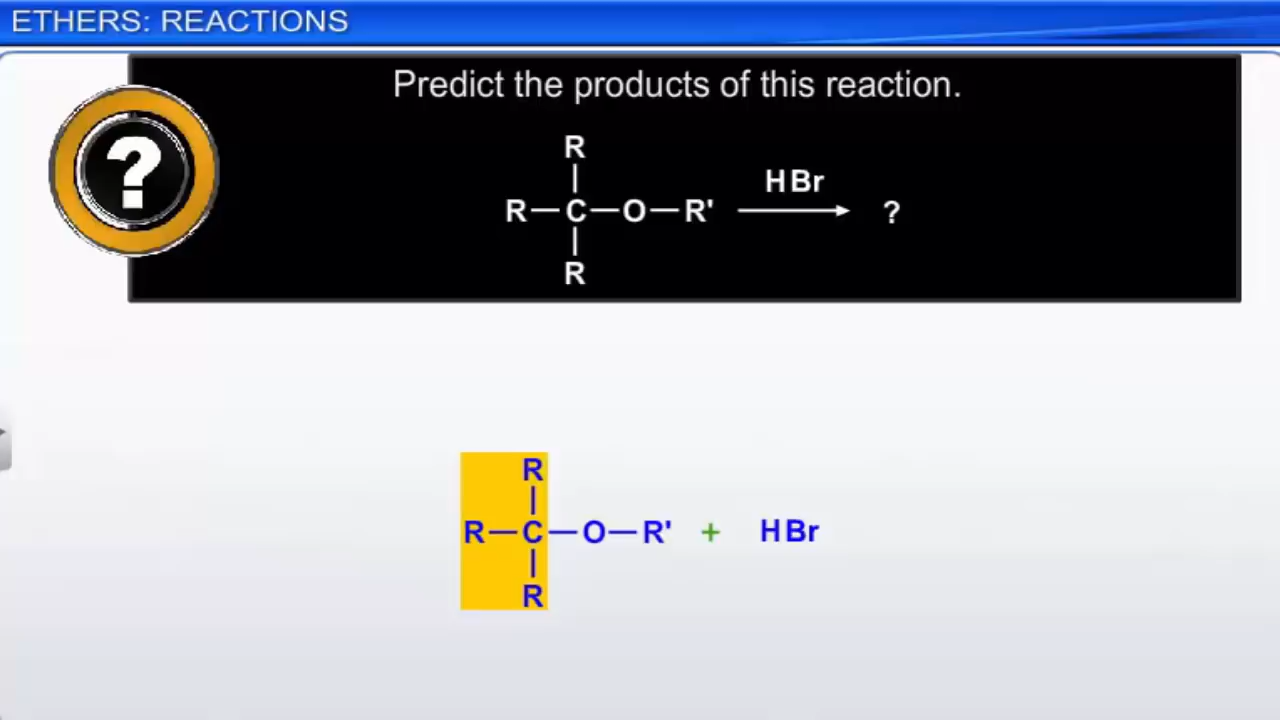 ETHERS: REACTIONS
Predict the products of this reaction.
R
HBr
R—C—O—R' ?
R
?
R
R—C—O—R' + HBr
R